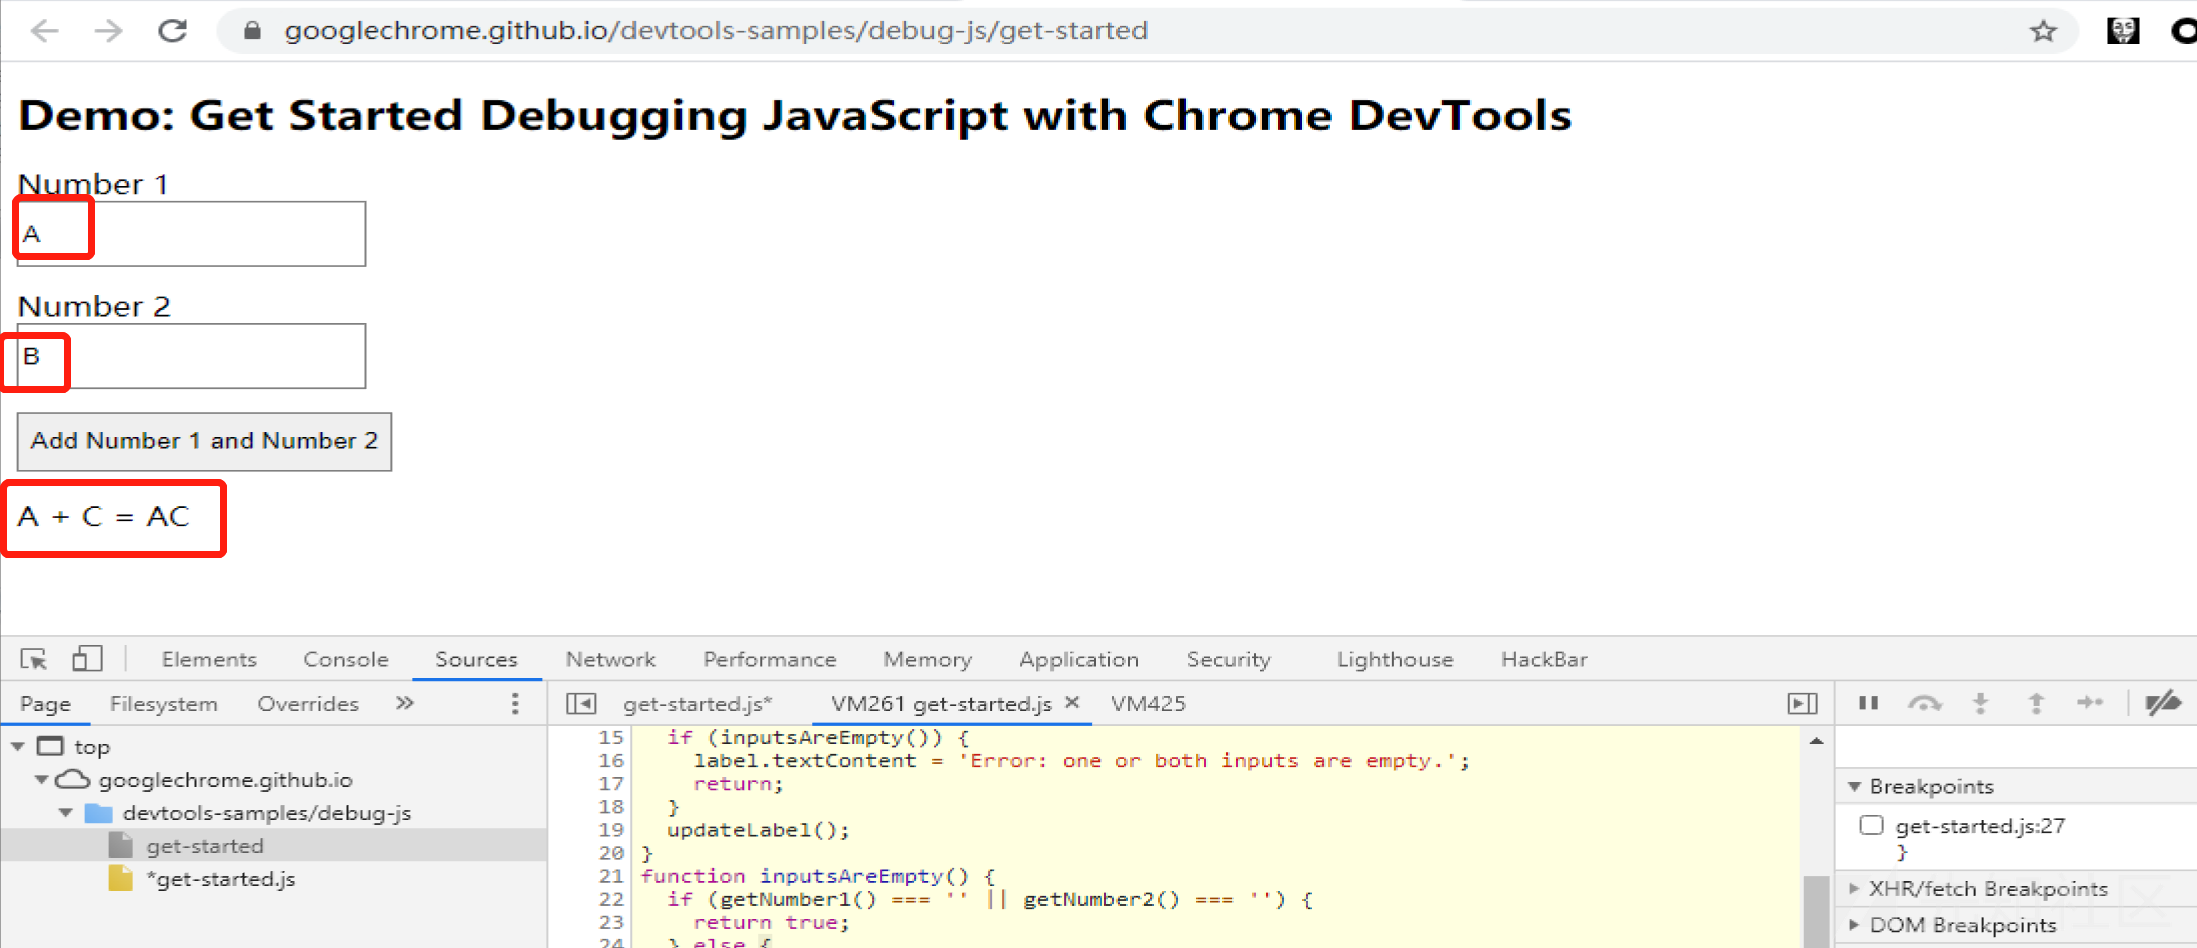 googlechrome.github.io/devtools-samples/debug-js/get-started
Demo: Get Started Debugging JavaScript with Chrome DevTools
Number 1
A
Number 2
B
Add Number 1 and Number 2
A + C = AC
Elements Console Sources Network Performance Memory Application Security Lighthouse HackBar
Page Filesystem Overrides » get-started.js* VM261 get-started.js × VM425
top
googlechrome.github.io
devtools-samples/debug-js
get-started
*get-started.js
15 if (inputsAreEmpty()) {
16 label.textContent = 'Error: one or both inputs are empty.';
17 return;
18 }
19 updateLabel();
20 }
21 function inputsAreEmpty() {
22 if (getNumber1() === '' || getNumber2() === '') {
23 return true;
24 } else {
Breakpoints
get-started.js:27
}
XHR/fetch Breakpoints
DOM Breakpoints